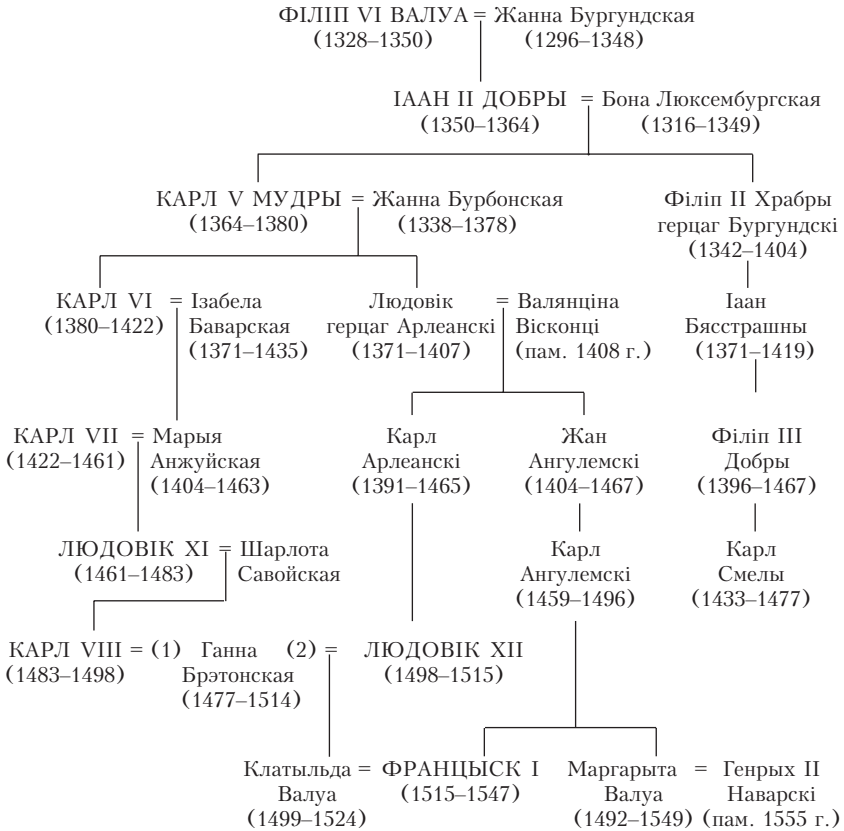 ФІЛІП VI ВАЛУА = Жанна Бургундская
(1328–1350) (1296–1348)
ІААН II ДОБРЫ = Бона Люксембургская
(1350–1364) (1316–1349)
КАРЛ V МУДРЫ = Жанна Бурбонская Філіп II Храбры
(1364–1380) (1338–1378) герцаг Бургундскі
(1342–1404)
КАРЛ VI = Ізабела Людовік = Валянціна Іаан
(1380–1422) Баварская герцаг Арлеанскі Вісконці Бясстрашны
(1371–1435) (1371–1407) (пам. 1408 г.) (1371–1419)
КАРЛ VII = Марыя Карл Жан Філіп III
(1422–1461) Анжуйская Арлеанскі Ангулемскі Добры
(1404–1463) (1391–1465) (1404–1467) (1396–1467)
ЛЮДОВІК XI = Шарлота Карл Карл
(1461–1483) Савойская Ангулемскі Смелы
(1459–1496) (1433–1477)
КАРЛ VIII = (1) Ганна (2) = ЛЮДОВІК XII
(1483–1498) Брэтонская (1498–1515)
(1477–1514)
Клатыльда = ФРАНЦЫСК I Маргарыта = Генрых II
Валуа (1515–1547) Валуа Наварскі
(1499–1524) (1492–1549) (пам. 1555 г.)